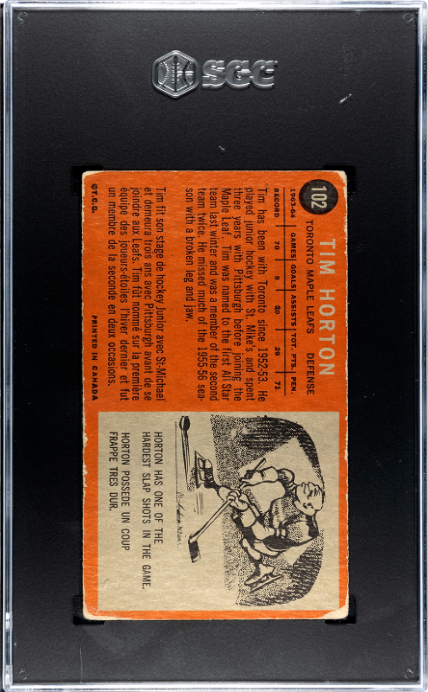 SGC
102
TIM HORTON
TORONTO MAPLE LEAFS DEFENSE
1963-64 GAMES GOALS ASSISTS TOT. PTS. PEN.
RECORD 70 9 20 29 71
Tim has been with Toronto since 1952-53. He
played junior hockey with St. Mike's and spent
three years with Pittsburgh before joining the
Maple Leaf. Tim was named to the first All Star
team last winter and was a member of the second
team twice. He missed much of the 1955-56 sea-
son with a broken leg and jaw.
Tim fit son stage de hockey Junior avec St-Michael
et demeura trois ans avec Pittsburgh avant de se
joindre aux Leafs. Tim fut nommé sur la première
équipe des joueurs-étoiles l'hiver dernier et fut
un membre de la seconde en deux occasions.
©T.C.G. PRINTED IN CANADA
HORTON HAS ONE OF THE
HARDEST SLAP SHOTS IN THE GAME.
HORTON POSSEDE UN COUP
FRAPPE TRES DUR.